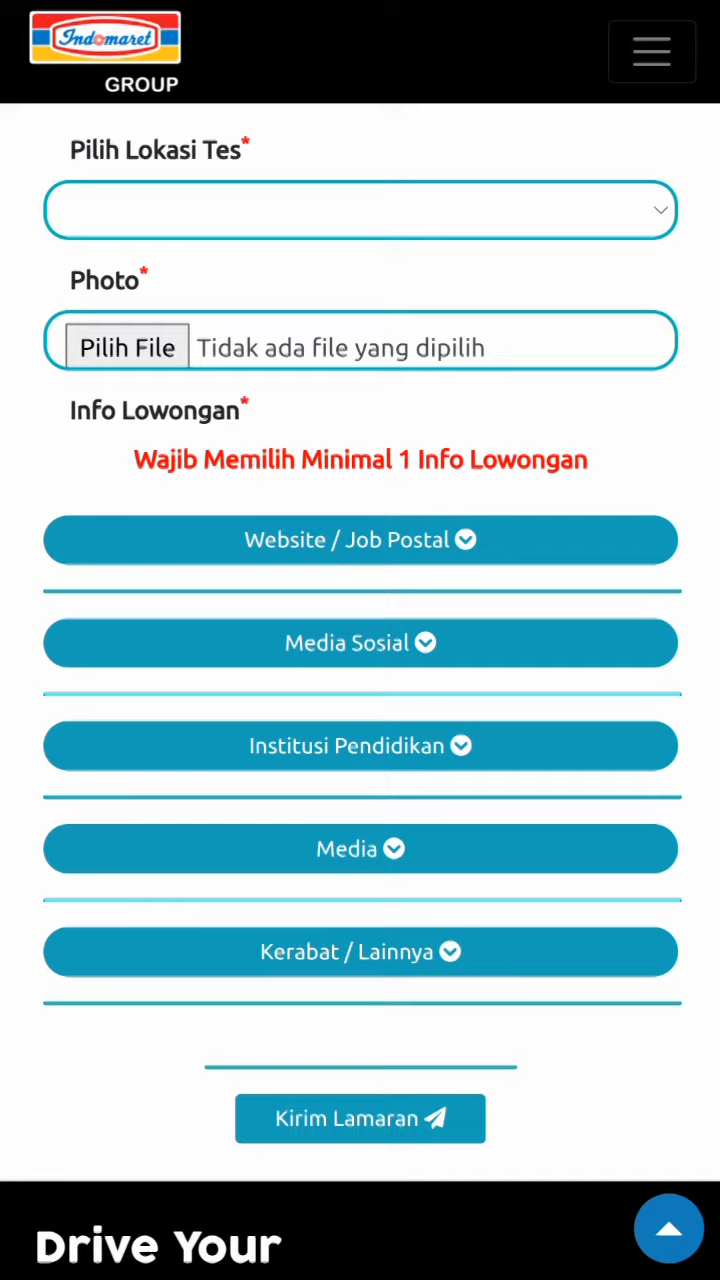 Indomaret
GROUP
Pilih Lokasi Tes*
Photo*
Pilih File Tidak ada file yang dipilih
Info Lowongan*
Wajib Memilih Minimal 1 Info Lowongan
Website / Job Postal
Media Sosial
Institusi Pendidikan
Media
Kerabat / Lainnya
Kirim Lamaran
Drive Your